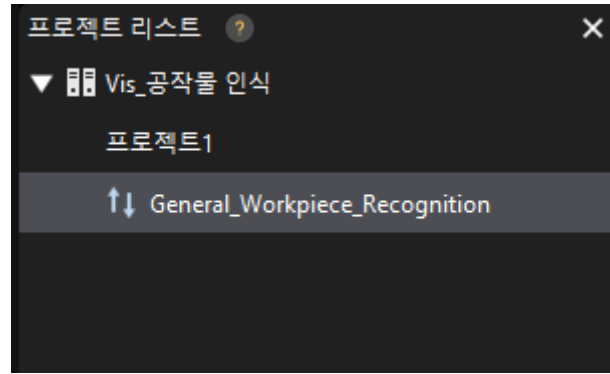 프로젝트 리스트 ?
Vis_공작물 인식
프로젝트1
General_Workpiece_Recognition